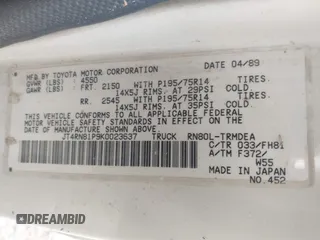 MFD BY TOYOTA MOTOR CORPORATION 04/89
GVWR (LBS) 4550
GAWR (LBS) FRT. 2150 WITH P195/75R14 TIRES.
14X5J RIMS. AT 29PSI COLD
RR. 2545 WITH P195/75R14 TIRES.
14X5J RIMS. AT 35PSI COLD
THIS VEHICLE CONFORMS TO ALL APPLICABLE FEDERAL
MOTOR VEHICLE SAFETY STANDARDS IN EFFECT ON
THE DATE OF MANUFACTURE SHOWN ABOVE.
JT4RN81P9K0023637 TRUCK RN80L-TRMDEA
C/TR 033/FH81
A/TM F372/
W55
MADE IN JAPAN
NO.452
© RIDE SAFELY